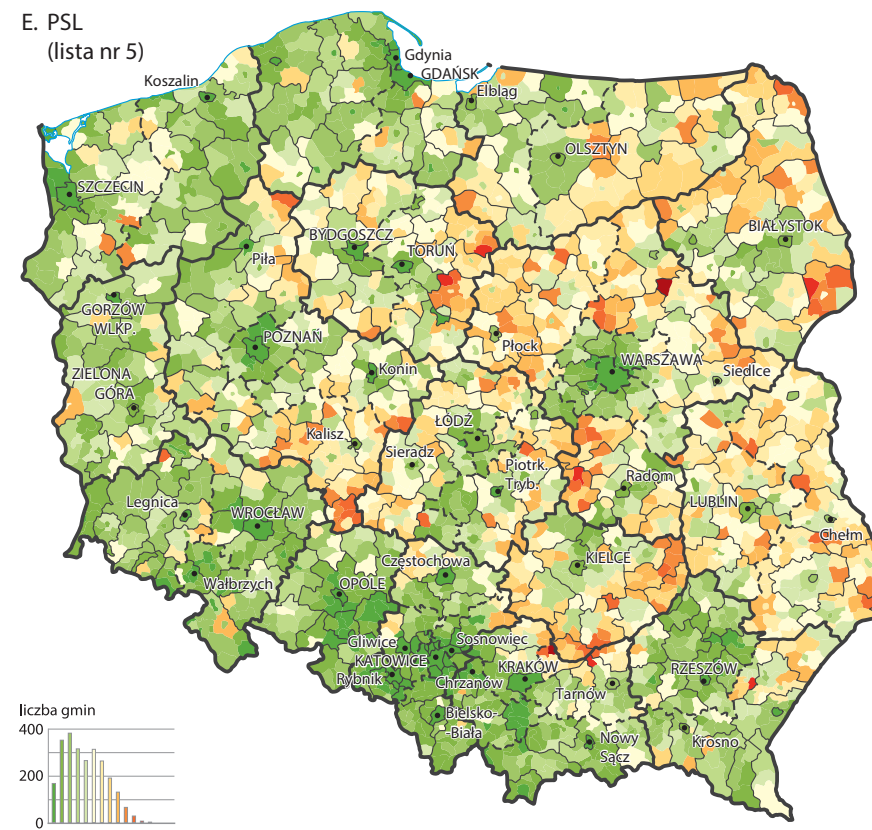 E. PSL
(lista nr 5)
Gdynia
GDAŃSK
Koszalin
Elbląg
OLSZTYN
SZCZECIN
BIAŁYSTOK
BYDGOSZCZ
TORUŃ
Piła
GORZÓW
WLKP.
POZNAŃ
Płock
WARSZAWA
Konin
Siedlce
ZIELONA
GÓRA
Kalisz
ŁÓDŹ
Sieradz
Piotrk.
Tryb.
Radom
LUBLIN
Legnica
WROCŁAW
Chełm
Częstochowa
KIELCE
Wałbrzych
OPOLE
Gliwice
Sosnowiec
KATOWICE
KRAKÓW
RZESZÓW
Rybnik
Chrzanów
Tarnów
Bielsko-
-Biała
Nowy
Sącz
Krosno
liczba gmin
400
200
0